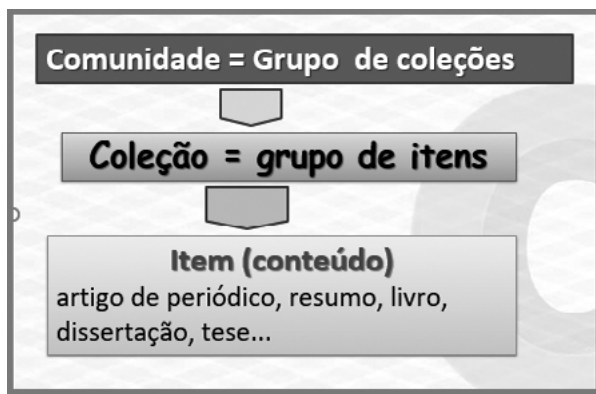 Comunidade = Grupo de coleções
Coleção = grupo de itens
Item (conteúdo)
artigo de periódico, resumo, livro,
dissertação, tese...